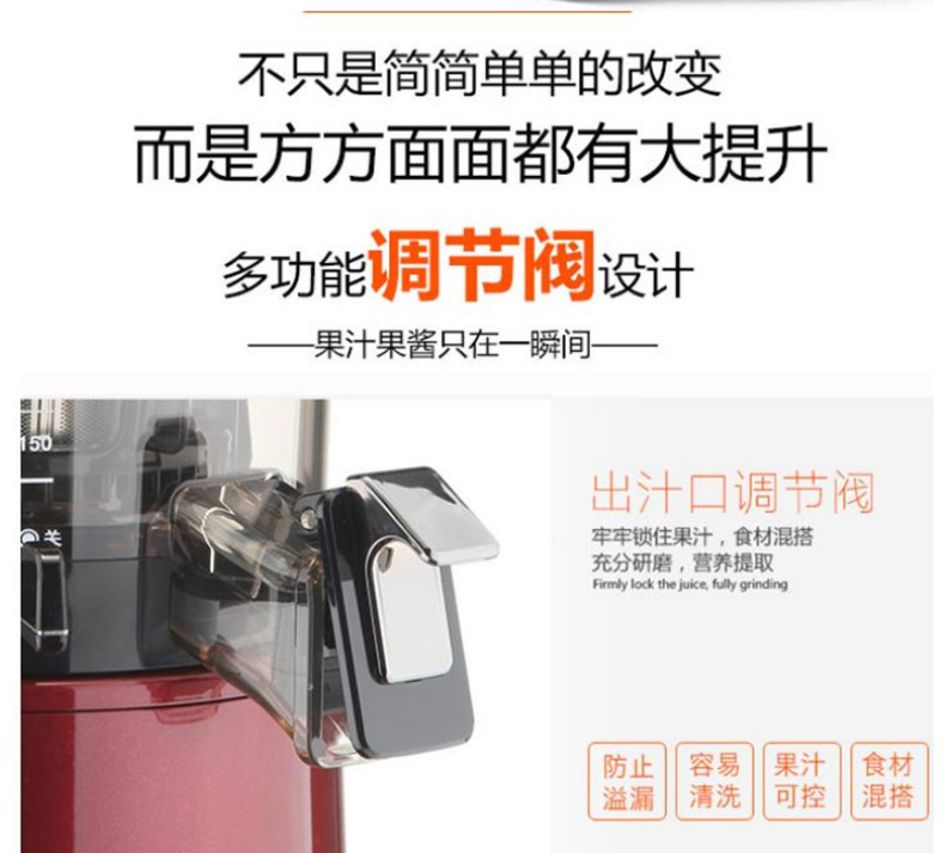 不只是简简单单的改变
而是方方面面都有大提升
多功能调节阀设计
——果汁果酱只在一瞬间——
150
关
出汁口调节阀
牢牢锁住果汁，食材混搭
充分研磨，营养提取
Firmly lock the juice, fully grinding
防止 容易 果汁 食材
溢漏 清洗 可控 混搭